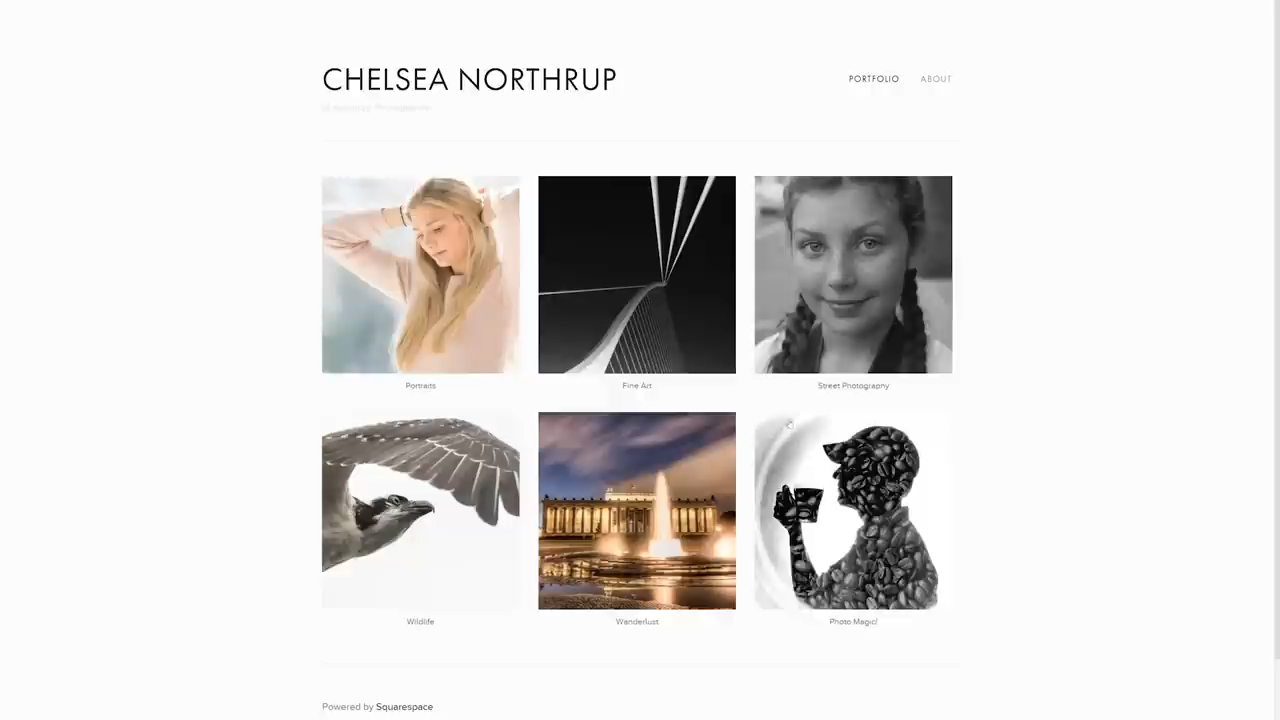 CHELSEA NORTHRUP
PORTFOLIO
ABOUT
Portraits
Fine Art
Street Photography
Wildlife
Wanderlust
Photo Magic!
Powered by Squarespace